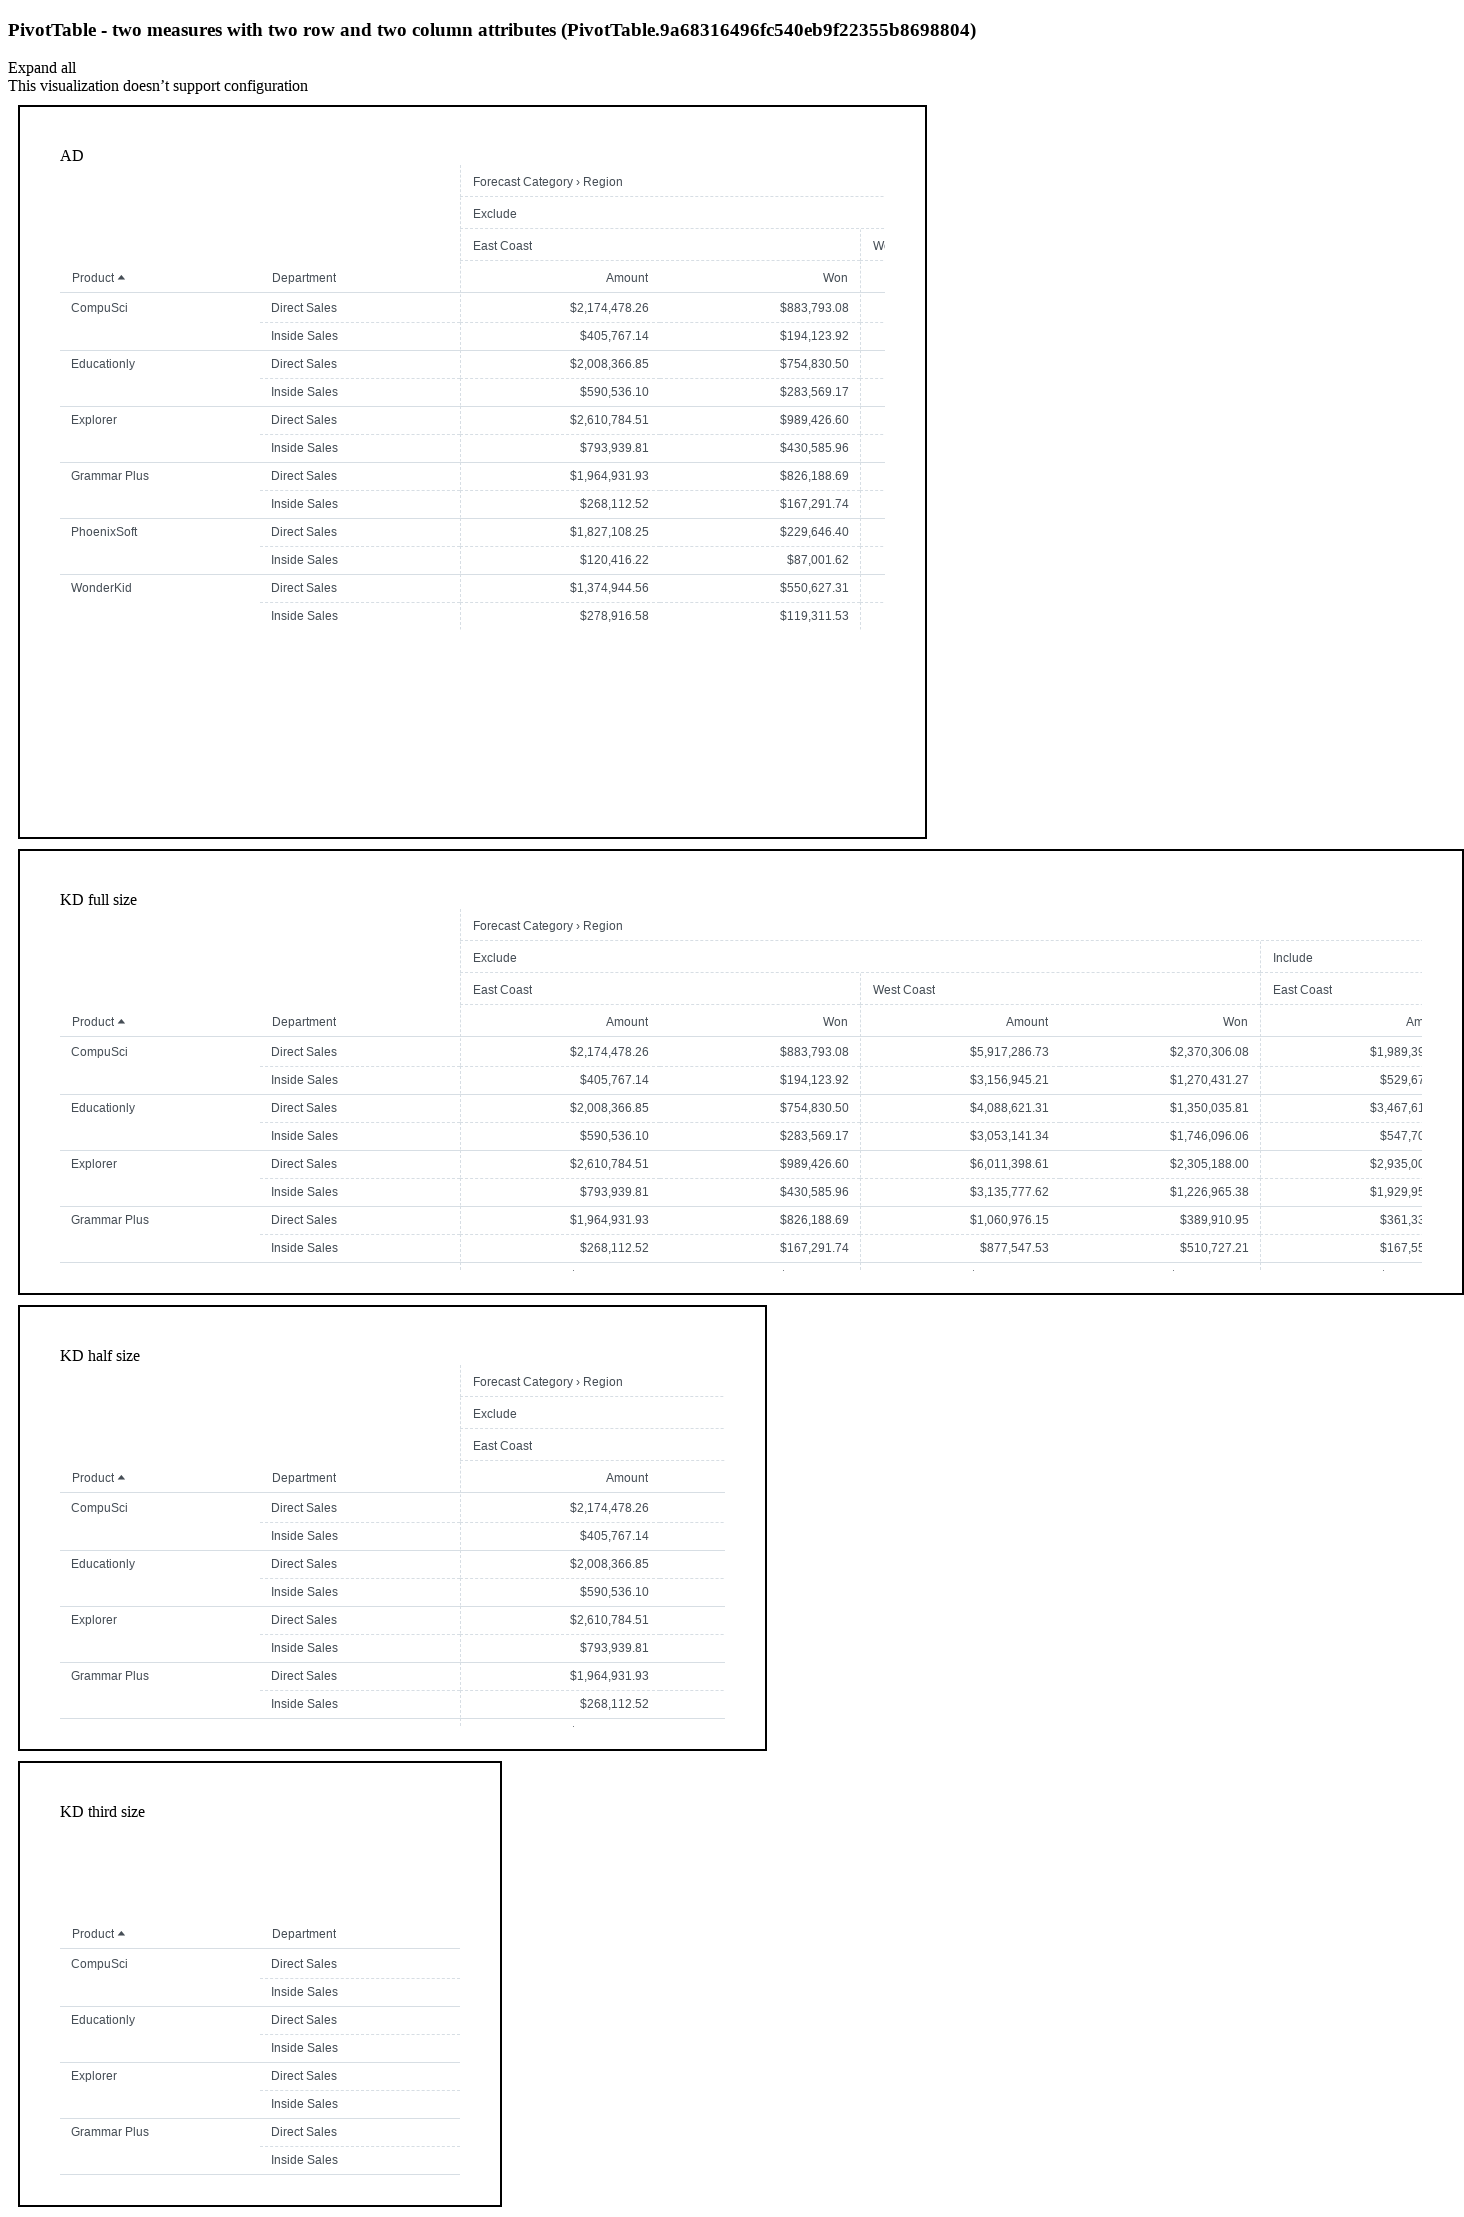 PivotTable - two measures with two row and two column attributes (PivotTable.9a68316496fc540eb9f22355b8698804)
Expand all
This visualization doesn’t support configuration
AD
Forecast Category › Region
Exclude
East Coast
Product Department Amount Won
CompuSci Direct Sales $2,174,478.26 $883,793.08
Inside Sales $405,767.14 $194,123.92
Educationly Direct Sales $2,008,366.85 $754,830.50
Inside Sales $590,536.10 $283,569.17
Explorer Direct Sales $2,610,784.51 $989,426.60
Inside Sales $793,939.81 $430,585.96
Grammar Plus Direct Sales $1,964,931.93 $826,188.69
Inside Sales $268,112.52 $167,291.74
PhoenixSoft Direct Sales $1,827,108.25 $229,646.40
Inside Sales $120,416.22 $87,001.62
WonderKid Direct Sales $1,374,944.56 $550,627.31
Inside Sales $278,916.58 $119,311.53
KD full size
Forecast Category › Region
Exclude Include
East Coast West Coast East Coast
Product Department Amount Won Amount Won Am
CompuSci Direct Sales $2,174,478.26 $883,793.08 $5,917,286.73 $2,370,306.08 $1,989,39
Inside Sales $405,767.14 $194,123.92 $3,156,945.21 $1,270,431.27 $529,67
Educationly Direct Sales $2,008,366.85 $754,830.50 $4,088,621.31 $1,350,035.81 $3,467,61
Inside Sales $590,536.10 $283,569.17 $3,053,141.34 $1,746,096.06 $547,70
Explorer Direct Sales $2,610,784.51 $989,426.60 $6,011,398.61 $2,305,188.00 $2,935,00
Inside Sales $793,939.81 $430,585.96 $3,135,777.62 $1,226,965.38 $1,929,95
Grammar Plus Direct Sales $1,964,931.93 $826,188.69 $1,060,976.15 $389,910.95 $361,33
Inside Sales $268,112.52 $167,291.74 $877,547.53 $510,727.21 $167,55
KD half size
Forecast Category › Region
Exclude
East Coast
Product Department Amount
CompuSci Direct Sales $2,174,478.26
Inside Sales $405,767.14
Educationly Direct Sales $2,008,366.85
Inside Sales $590,536.10
Explorer Direct Sales $2,610,784.51
Inside Sales $793,939.81
Grammar Plus Direct Sales $1,964,931.93
Inside Sales $268,112.52
KD third size
Product Department
CompuSci Direct Sales
Inside Sales
Educationly Direct Sales
Inside Sales
Explorer Direct Sales
Inside Sales
Grammar Plus Direct Sales
Inside Sales